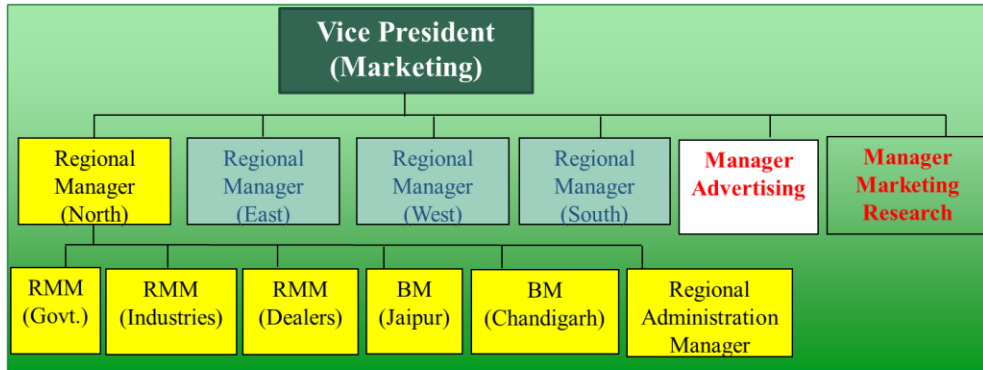 Vice President
(Marketing)
Regional
Manager
(North)
Regional
Manager
(East)
Regional
Manager
(West)
Regional
Manager
(South)
Manager
Advertising
Manager
Marketing
Research
RMM
(Govt.)
RMM
(Industries)
RMM
(Dealers)
BM
(Jaipur)
BM
(Chandigarh)
Regional
Administration
Manager